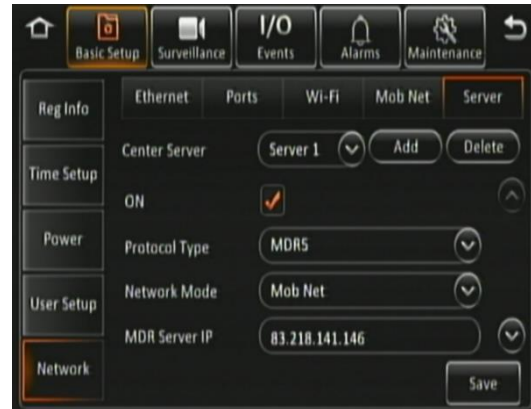 I/O
Basic Setup Surveillance Events Alarms Maintenance
Reg Info Ethernet Ports Wi-Fi Mob Net Server
Center Server Server 1 Add Delete
Time Setup
ON
Power Protocol Type MDR5
Network Mode Mob Net
User Setup
MDR Server IP 83.218.141.146
Network Save